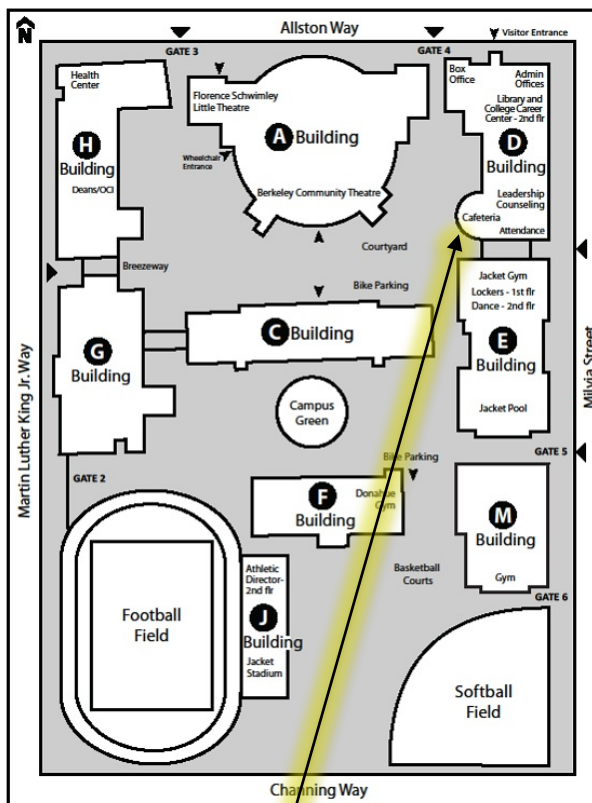 N
Allston Way
GATE 3
GATE 4
Visitor Entrance
Health
Center
H
Building
Deans/OCI
Florence Schwimley
Little Theatre
A Building
Wheelchair
Entrance
Berkeley Community Theatre
Box
Office
Admin
Offices
Library and
College Career
Center - 2nd flr
D
Building
Leadership
Counseling
Cafeteria
Attendance
Courtyard
Breezeway
Bike Parking
Jacket Gym
Lockers - 1st flr
Dance - 2nd flr
E
Building
Jacket Pool
C Building
G
Building
Campus
Green
Martin Luther King Jr. Way
Milvia Street
GATE 5
GATE 2
Bike Parking
F
Building
Donahue
Gym
M
Building
Gym
Athletic
Director-
2nd flr
J
Building
Jacket
Stadium
Basketball
Courts
GATE 6
Football
Field
Softball
Field
Channing Way